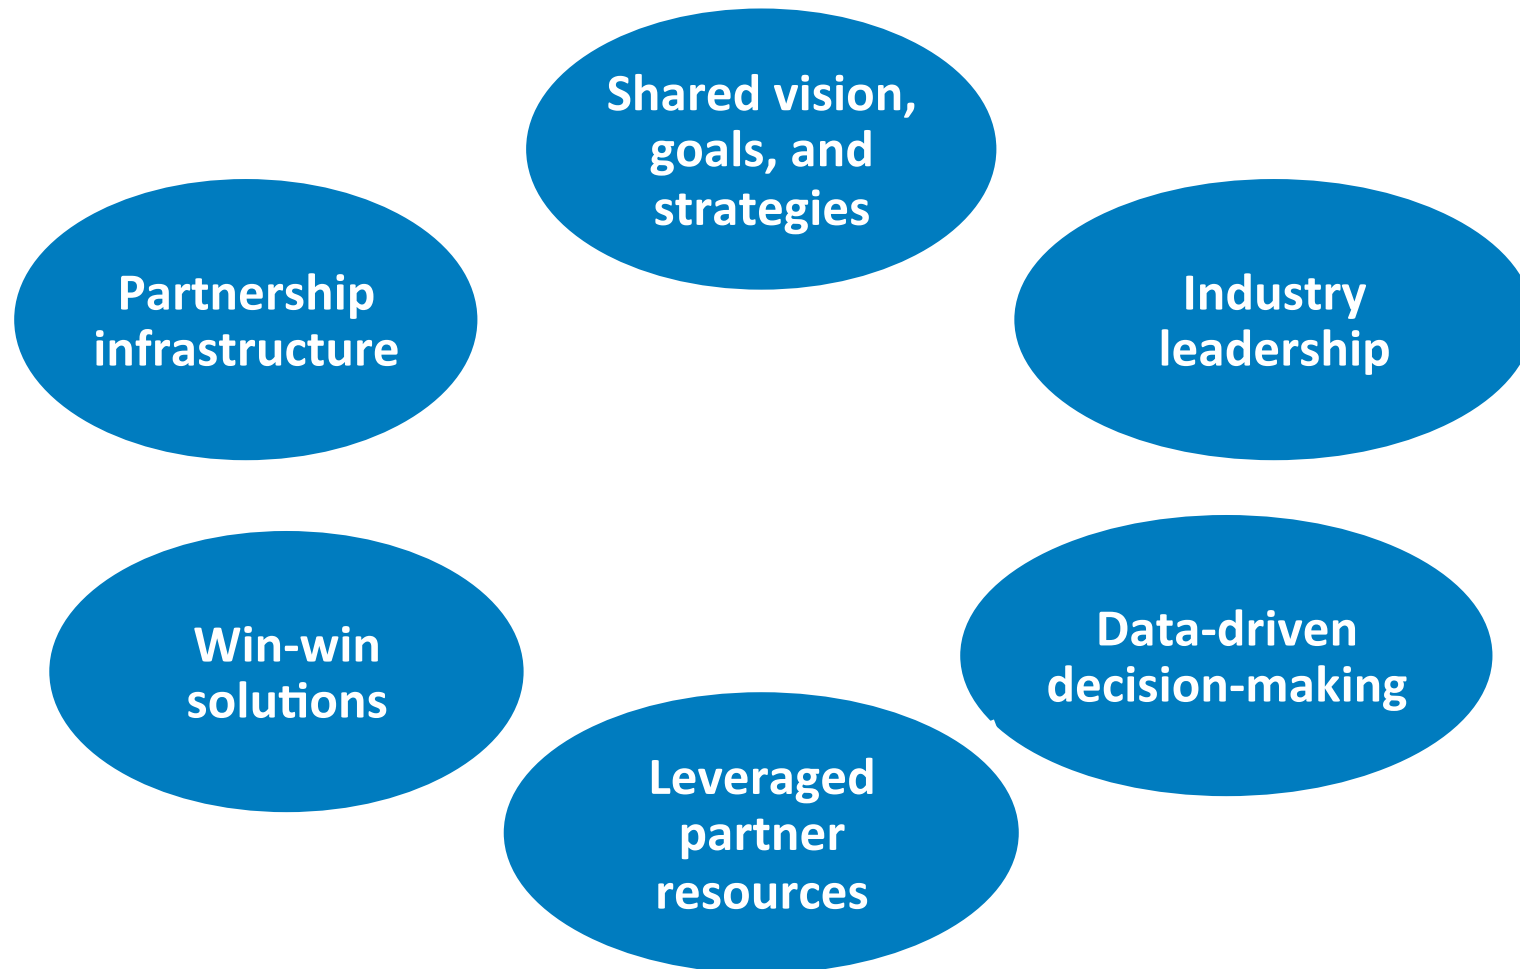 Shared vision,
goals, and
strategies
Industry
leadership
Data-driven
decision-making
Leveraged
partner
resources
Win-win
solutions
Partnership
infrastructure